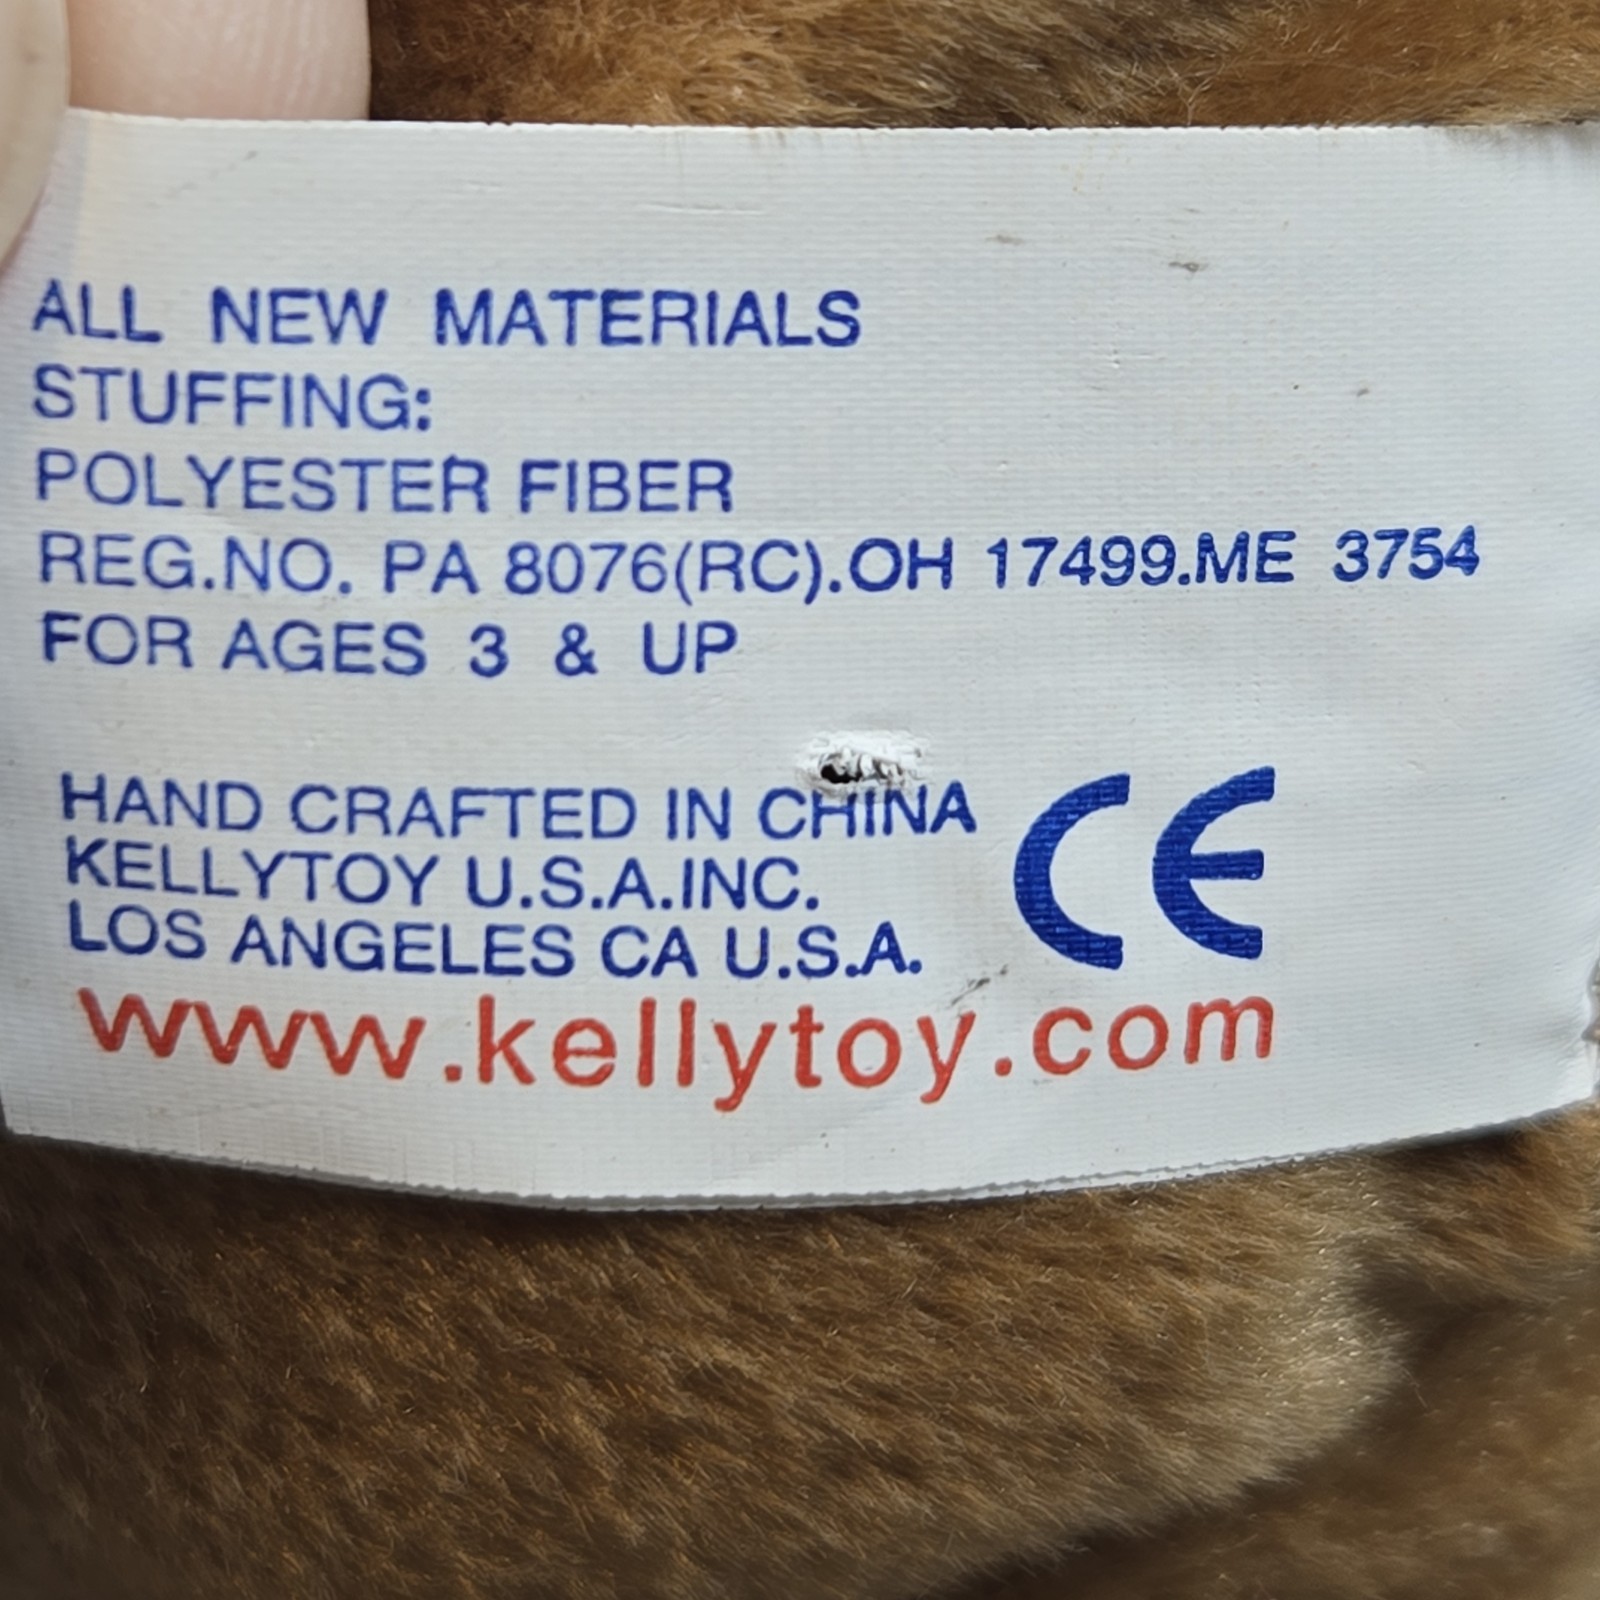 ALL NEW MATERIALS
STUFFING:
POLYESTER FIBER
REG.NO. PA 8076(RC).OH 17499.ME 3754
FOR AGES 3 & UP
HAND CRAFTED IN CHINA
KELLYTOY U.S.A.INC.
LOS ANGELES CA U.S.A.
CE
www.kellytoy.com